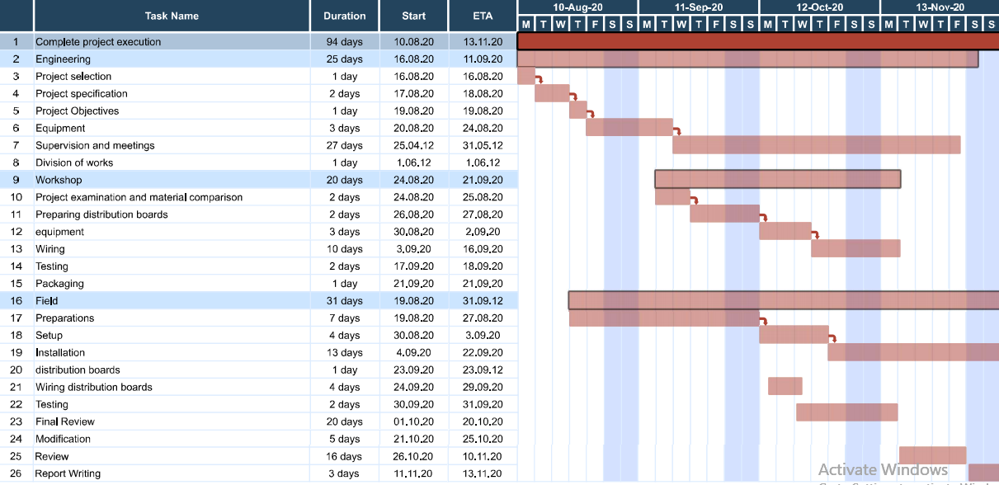 Task Name Duration Start ETA 10-Aug-20 11-Sep-20 12-Oct-20 13-Nov-20
M T W T F S S M T W T F S S M T W T F S S M T W T F S S
1 Complete project execution 94 days 10.08.20 13.11.20
2 Engineering 25 days 16.08.20 11.09.20
3 Project selection 1 day 16.08.20 16.08.20
4 Project specification 2 days 17.08.20 18.08.20
5 Project Objectives 1 day 19.08.20 19.08.20
6 Equipment 3 days 20.08.20 24.08.20
7 Supervision and meetings 27 days 25.04.12 31.05.12
8 Division of works 1 day 1.06.12 1.06.12
9 Workshop 20 days 24.08.20 21.09.20
10 Project examination and material comparison 2 days 24.08.20 25.08.20
11 Preparing distribution boards 2 days 26.08.20 27.08.20
12 equipment 3 days 30.08.20 2.09.20
13 Wiring 10 days 3.09.20 16.09.20
14 Testing 2 days 17.09.20 18.09.20
15 Packaging 1 day 21.09.20 21.09.20
16 Field 31 days 19.08.20 31.09.12
17 Preparations 7 days 19.08.20 27.08.20
18 Setup 4 days 30.08.20 3.09.20
19 Installation 13 days 4.09.20 22.09.20
20 distribution boards 1 day 23.09.20 23.09.12
21 Wiring distribution boards 4 days 24.09.20 29.09.20
22 Testing 2 days 30.09.20 31.09.20
23 Final Review 20 days 01.10.20 20.10.20
24 Modification 5 days 21.10.20 25.10.20
25 Review 16 days 26.10.20 10.11.20
26 Report Writing 3 days 11.11.20 13.11.20
Activate Windows